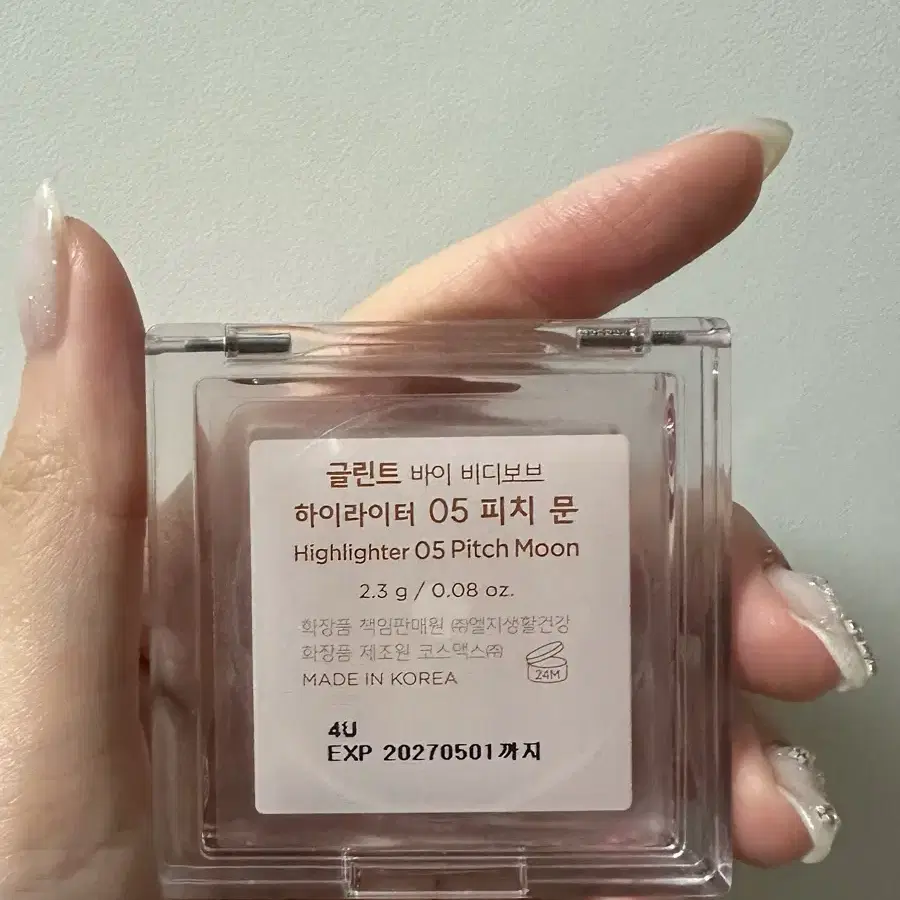 글린트 바이 비디보브
하이라이터 05 피치 문
Highlighter 05 Pitch Moon
2.3 g / 0.08 oz.
화장품 책임판매원 ㈜엘지생활건강
화장품 제조원 코스맥스㈜
MADE IN KOREA
24M
4U
EXP 20270501까지